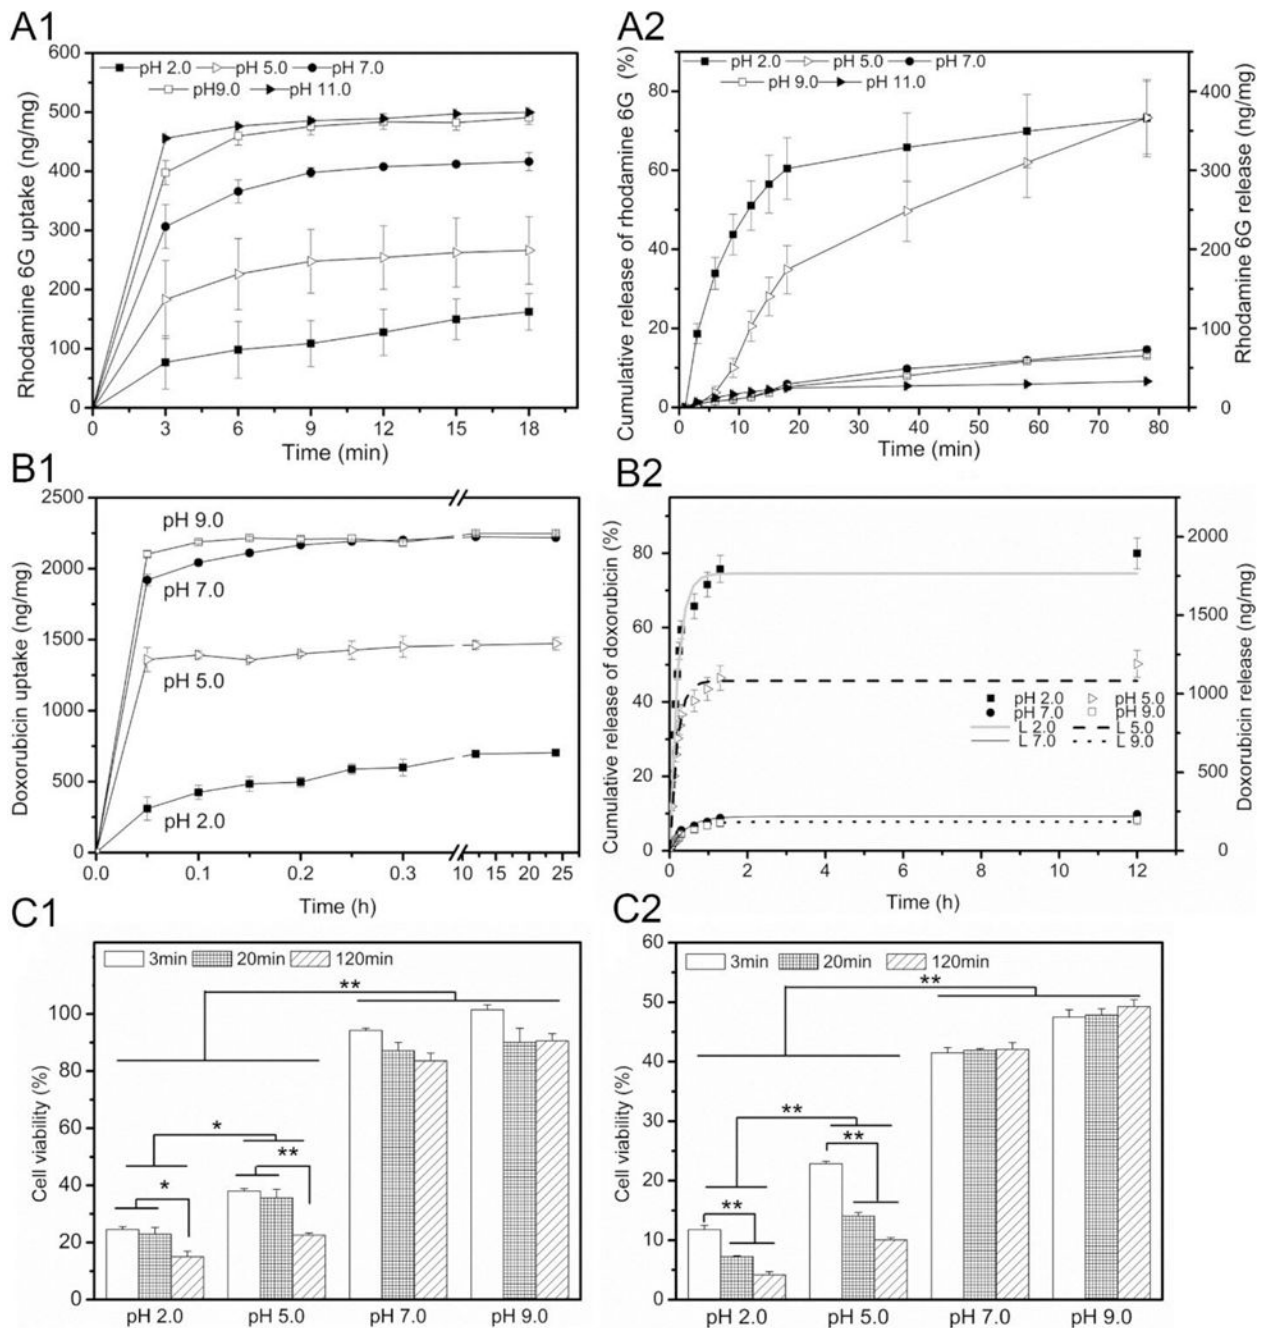 A1
Rhodamine 6G uptake (ng/mg)
600
500
400
300
200
100
0
pH 2.0 pH 5.0 pH 7.0
pH9.0 pH 11.0
0 3 6 9 12 15 18
Time (min)
A2
Cumulative release of rhodamine 6G (%)
80
60
40
20
0
pH 2.0 pH 5.0 pH 7.0
pH 9.0 pH 11.0
400
300
200
100
0
Rhodamine 6G release (ng/mg)
0 10 20 30 40 50 60 70 80
Time (min)
B1
Doxorubicin uptake (ng/mg)
2500
2000
1500
1000
500
0
pH 9.0
pH 7.0
pH 5.0
pH 2.0
0.0 0.1 0.2 0.3 10 15 20 25
Time (h)
B2
Cumulative release of doxorubicin (%)
80
60
40
20
0
pH 2.0 pH 5.0
pH 7.0 pH 9.0
L 2.0 L 5.0
L 7.0 L 9.0
2000
1500
1000
500
0
Doxorubicin release (ng/mg)
0 2 4 6 8 10 12
Time (h)
C1
Cell viability (%)
100
80
60
40
20
0
3min 20min 120min
**
*
**
*
pH 2.0 pH 5.0 pH 7.0 pH 9.0
C2
Cell viability (%)
60
50
40
30
20
10
0
3min 20min 120min
**
**
**
**
pH 2.0 pH 5.0 pH 7.0 pH 9.0